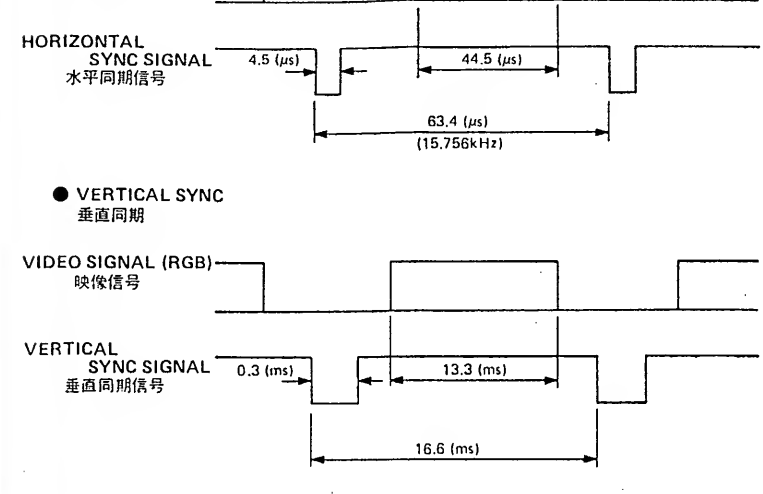 HORIZONTAL
SYNC SIGNAL
水平同期信号
4.5 (μs)
44.5 (μs)
63.4 (μs)
(15.756kHz)
● VERTICAL SYNC
垂直同期
VIDEO SIGNAL (RGB)
映像信号
VERTICAL
SYNC SIGNAL
垂直同期信号
0.3 (ms)
13.3 (ms)
16.6 (ms)